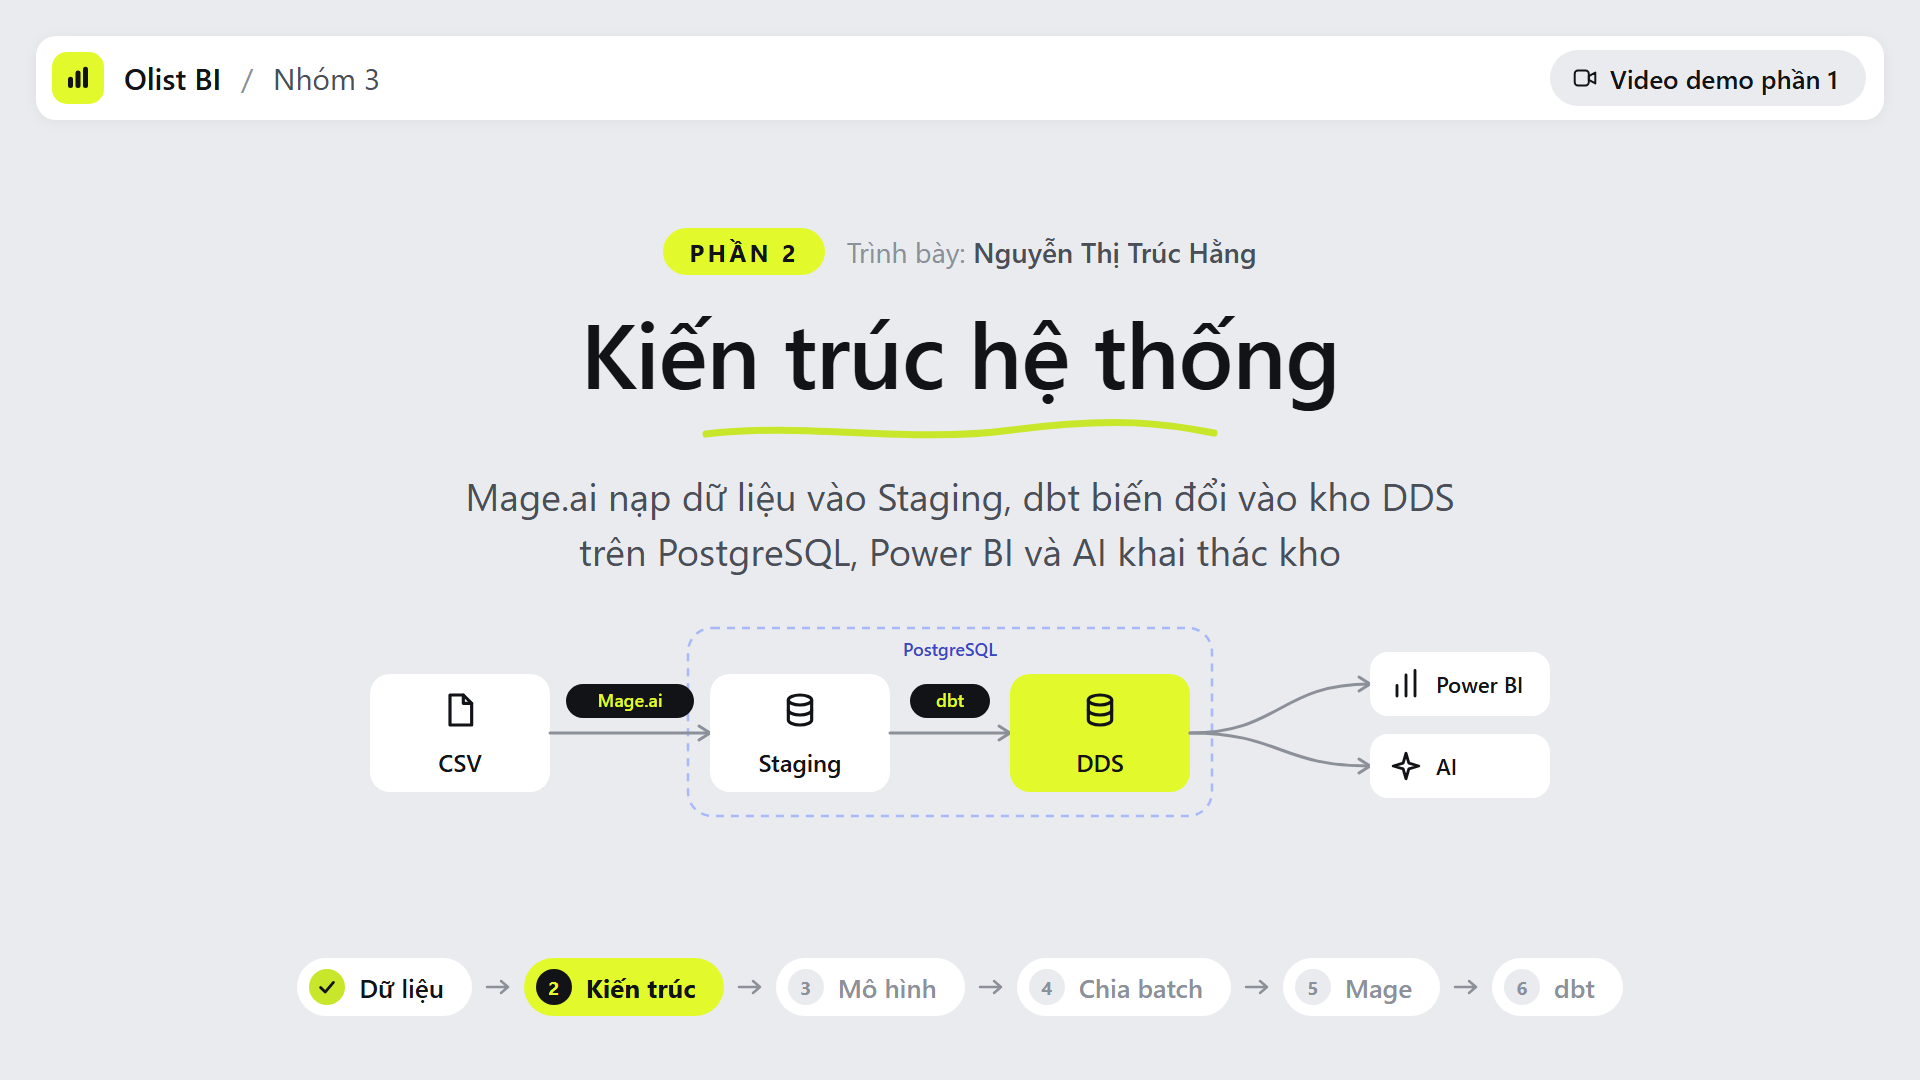 Olist BI / Nhóm 3
Video demo phần 1
PHẦN 2
Trình bày: Nguyễn Thị Trúc Hằng
Kiến trúc hệ thống
Mage.ai nạp dữ liệu vào Staging, dbt biến đổi vào kho DDS
trên PostgreSQL, Power BI và AI khai thác kho
PostgreSQL
CSV
Mage.ai
Staging
dbt
DDS
Power BI
AI
Dữ liệu
2 Kiến trúc
3 Mô hình
4 Chia batch
5 Mage
6 dbt